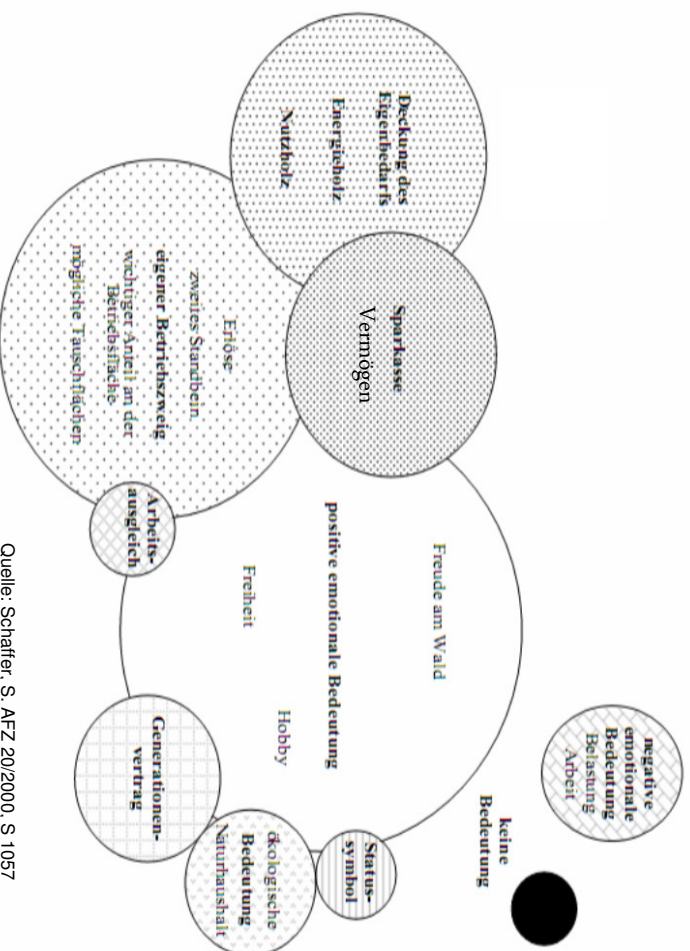 Deckung des
Eigenbedarfs
Energieholz
Nutzholz
Sparkasse
Vermögen
Erlöse
zweites Standbein
eigener Betriebszweig
wichtiger Anteil an der
Betriebsfläche
mögliche Tauschflächen
Arbeits-
ausgleich
Freude am Wald
positive emotionale Bedeutung
Freiheit
Hobby
Generationen-
vertrag
ökologische
Bedeutung
Naturhaushalt
Status-
symbol
negative
emotionale
Bedeutung
Belastung
Arbeit
keine
Bedeutung
Quelle: Schaffer, S. AFZ 20/2000, S 1057